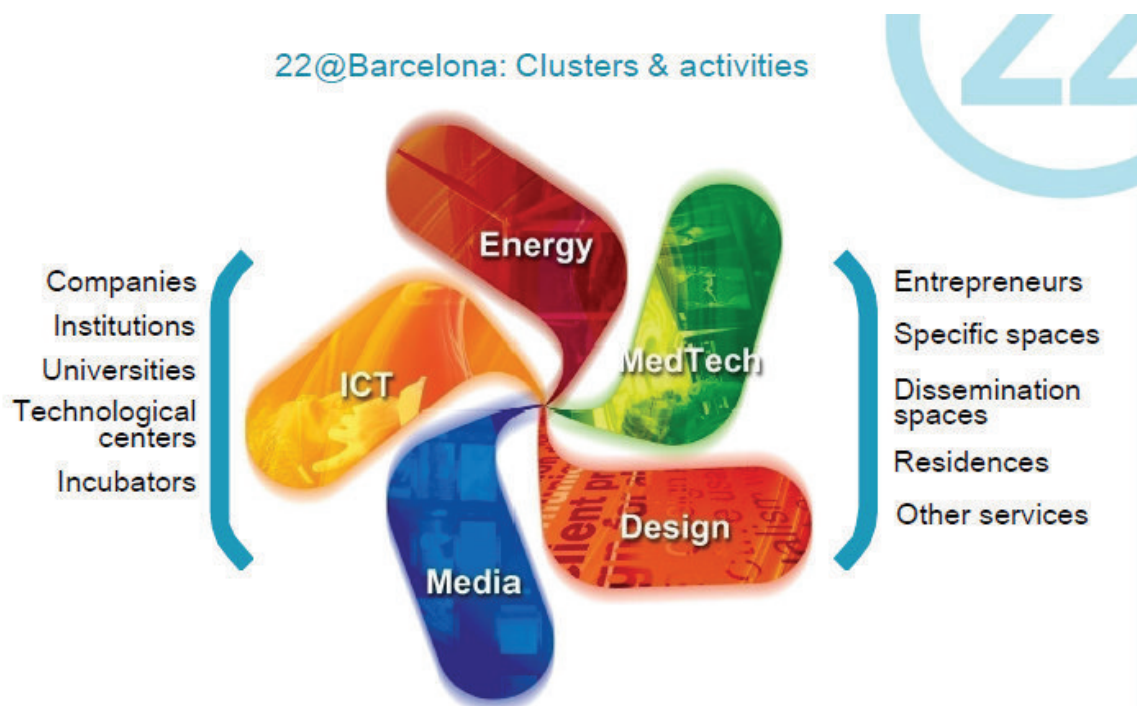 22
22@Barcelona: Clusters & activities
Energy
MedTech
ICT
Design
Media
Companies
Institutions
Universities
Technological
centers
Incubators
Entrepreneurs
Specific spaces
Dissemination
spaces
Residences
Other services